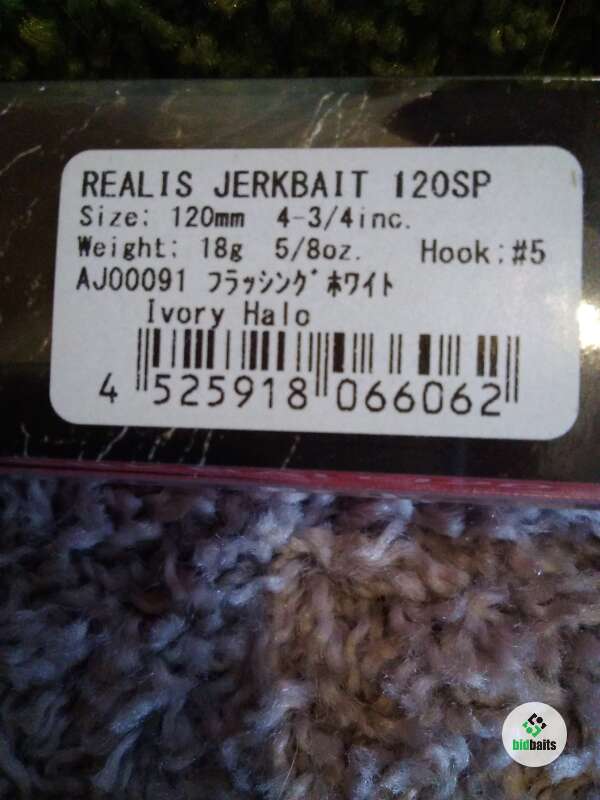 REALIS JERKBAIT 120SP
Size: 120mm 4-3/4inc.
Weight: 18g 5/8oz. Hook:#5
AJ00091 フラッシングホワイト
Ivory Halo
4 525918 066062
bidbaits